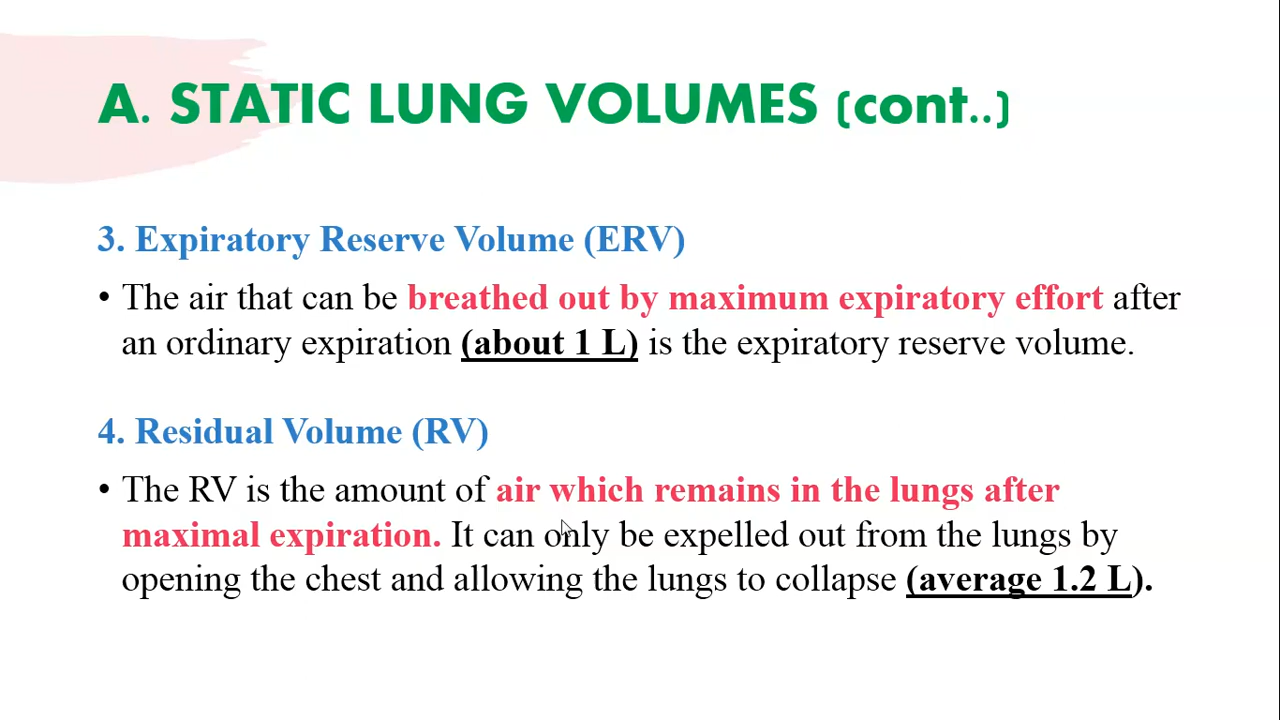 A. STATIC LUNG VOLUMES (cont..)
3. Expiratory Reserve Volume (ERV)
• The air that can be breathed out by maximum expiratory effort after
an ordinary expiration (about 1 L) is the expiratory reserve volume.
4. Residual Volume (RV)
• The RV is the amount of air which remains in the lungs after
maximal expiration. It can only be expelled out from the lungs by
opening the chest and allowing the lungs to collapse (average 1.2 L).